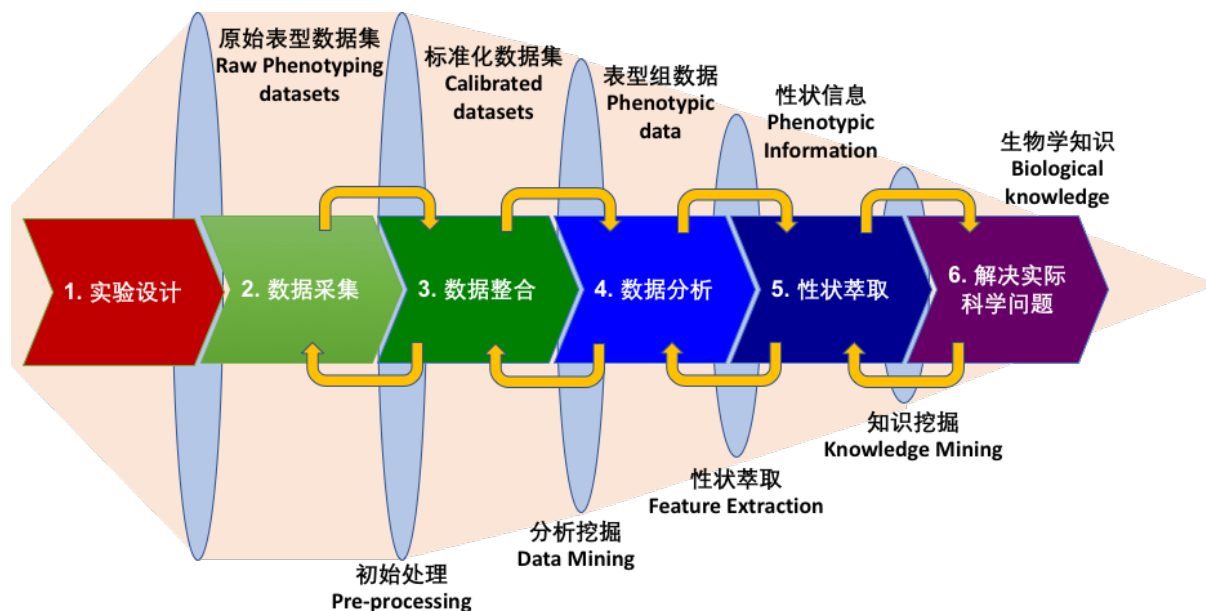 原始表型数据集
Raw Phenotyping
datasets
标准化数据集
Calibrated
datasets
表型组数据
Phenotypic
data
性状信息
Phenotypic
Information
生物学知识
Biological
knowledge
1. 实验设计
2. 数据采集
3. 数据整合
4. 数据分析
5. 性状萃取
6. 解决实际
科学问题
初始处理
Pre-processing
分析挖掘
Data Mining
性状萃取
Feature Extraction
知识挖掘
Knowledge Mining